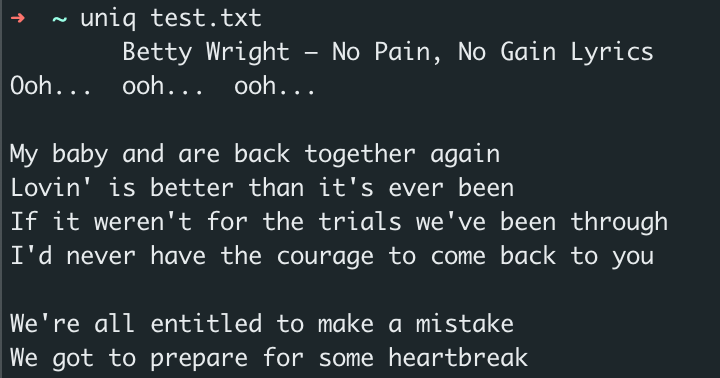 → ~ uniq test.txt
Betty Wright – No Pain, No Gain Lyrics
Ooh... ooh... ooh...
My baby and are back together again
Lovin' is better than it's ever been
If it weren't for the trials we've been through
I'd never have the courage to come back to you
We're all entitled to make a mistake
We got to prepare for some heartbreak